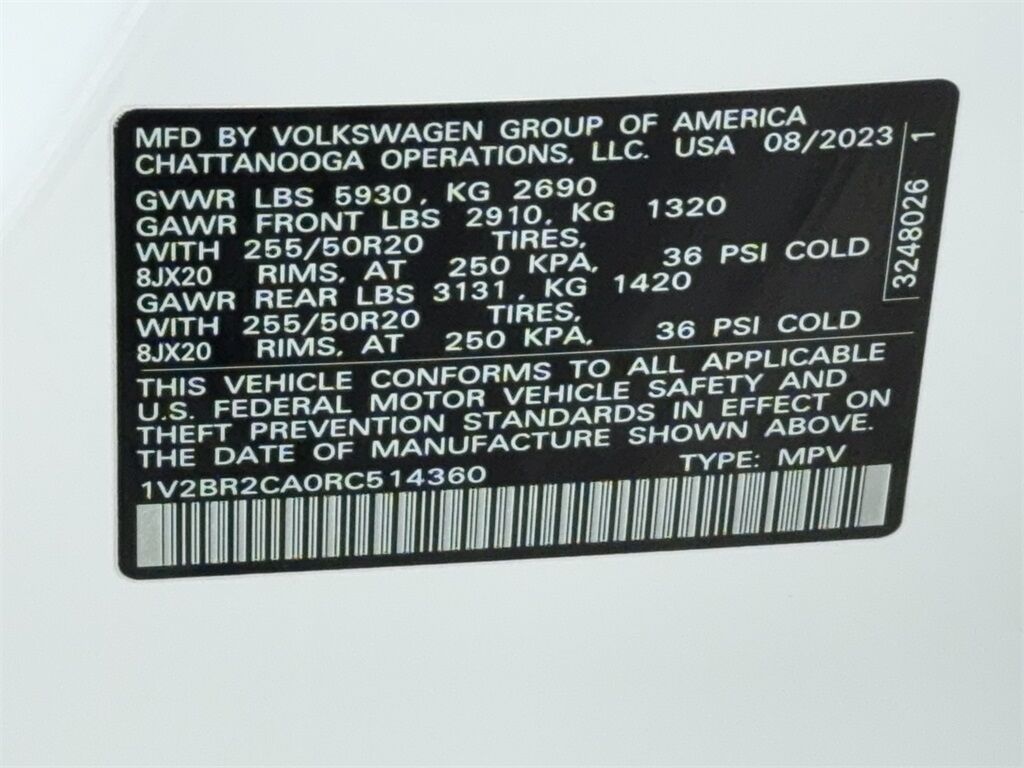 MFD BY VOLKSWAGEN GROUP OF AMERICA
CHATTANOOGA OPERATIONS, LLC. USA 08/2023
GVWR LBS 5930, KG 2690
GAWR FRONT LBS 2910, KG 1320
WITH 255/50R20 TIRES,
8JX20 RIMS, AT 250 KPA, 36 PSI COLD
GAWR REAR LBS 3131, KG 1420
WITH 255/50R20 TIRES,
8JX20 RIMS, AT 250 KPA, 36 PSI COLD
THIS VEHICLE CONFORMS TO ALL APPLICABLE
U.S. FEDERAL MOTOR VEHICLE SAFETY AND
THEFT PREVENTION STANDARDS IN EFFECT ON
THE DATE OF MANUFACTURE SHOWN ABOVE.
1V2BR2CA0RC514360 TYPE: MPV
3248026 1